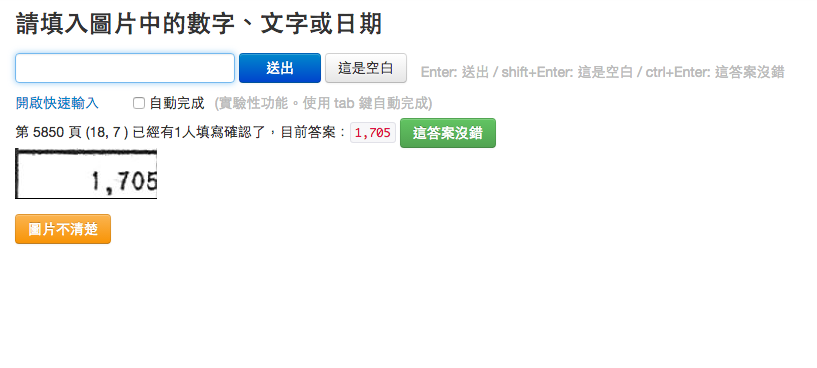 請填入圖片中的數字、文字或日期
送出 這是空白 Enter: 送出 / shift+Enter: 這是空白 / ctrl+Enter: 這答案沒錯
開啟快速輸入 自動完成 (實驗性功能。使用 tab 鍵自動完成)
第 5850 頁 (18, 7 ) 已經有1人填寫確認了，目前答案： 1,705 這答案沒錯
1,705
圖片不清楚